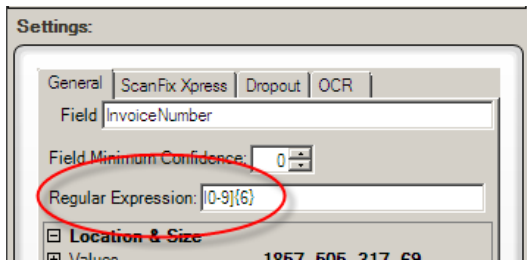 Settings:
General ScanFix Xpress Dropout OCR
Field InvoiceNumber
Field Minimum Confidence: 0
Regular Expression: [0-9]{6}
Location & Size
Values 1857, 505, 217, 69